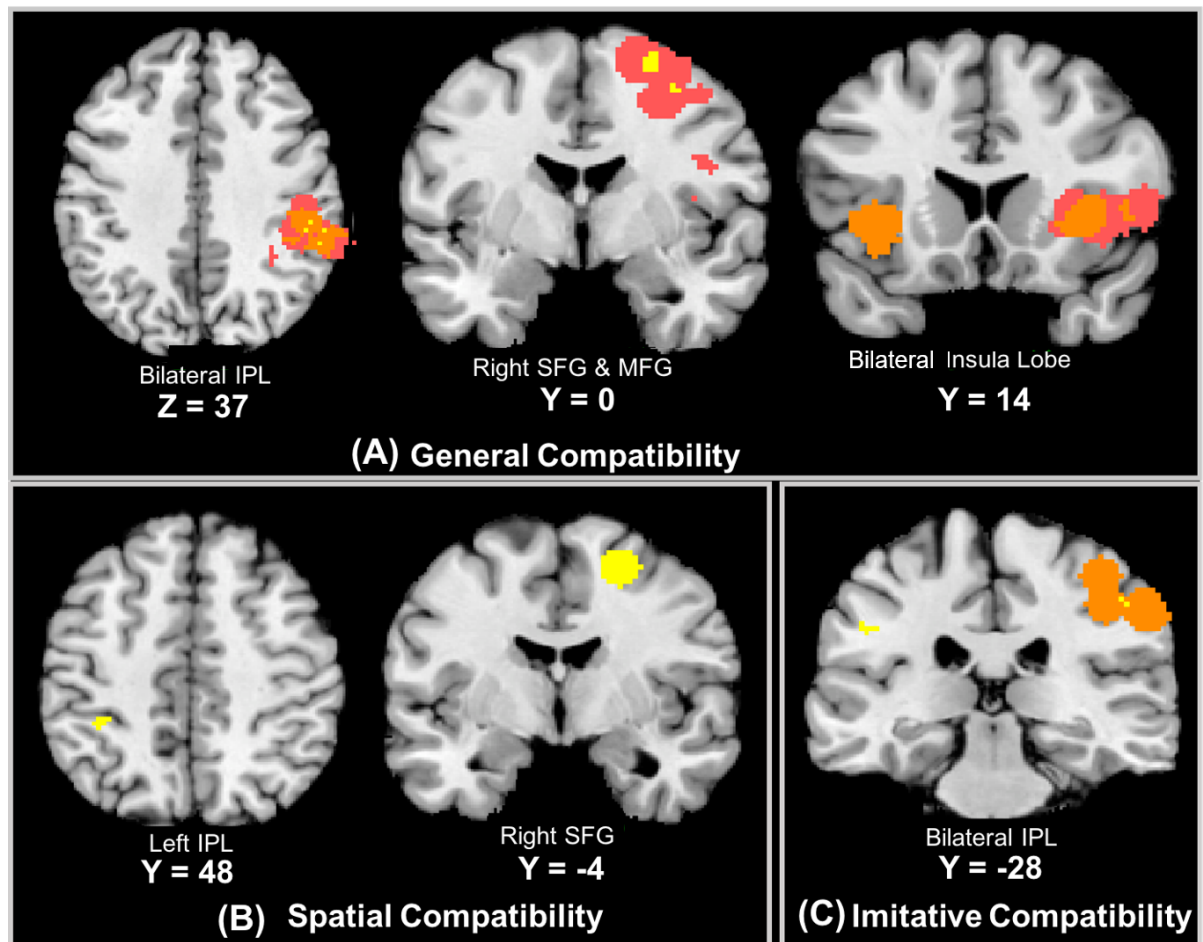 Bilateral IPL
Z = 37
Right SFG & MFG
Y = 0
Bilateral Insula Lobe
Y = 14
(A) General Compatibility
Left IPL
Y = 48
Right SFG
Y = -4
(B) Spatial Compatibility
Bilateral IPL
Y = -28
(C) Imitative Compatibility